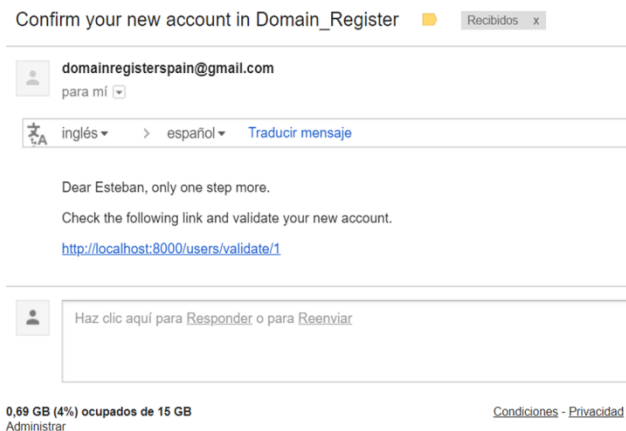 Confirm your new account in Domain_Register Recibidos x
domainregisterspain@gmail.com
para mí
inglés > español Traducir mensaje
Dear Esteban, only one step more.
Check the following link and validate your new account.
http://localhost:8000/users/validate/1
Haz clic aquí para Responder o para Reenviar
0,69 GB (4%) ocupados de 15 GB
Administrar
Condiciones - Privacidad